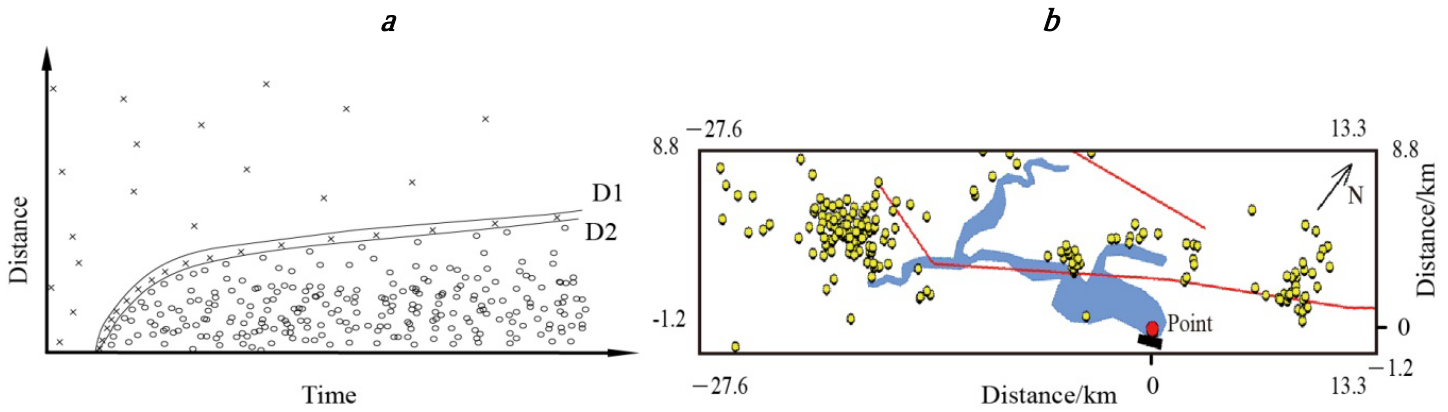 a
b
Distance
D1
D2
Time
−27.6
13.3
8.8
8.8
N
-1.2
Point
0
−1.2
Distance/km
−27.6
0
13.3
Distance/km